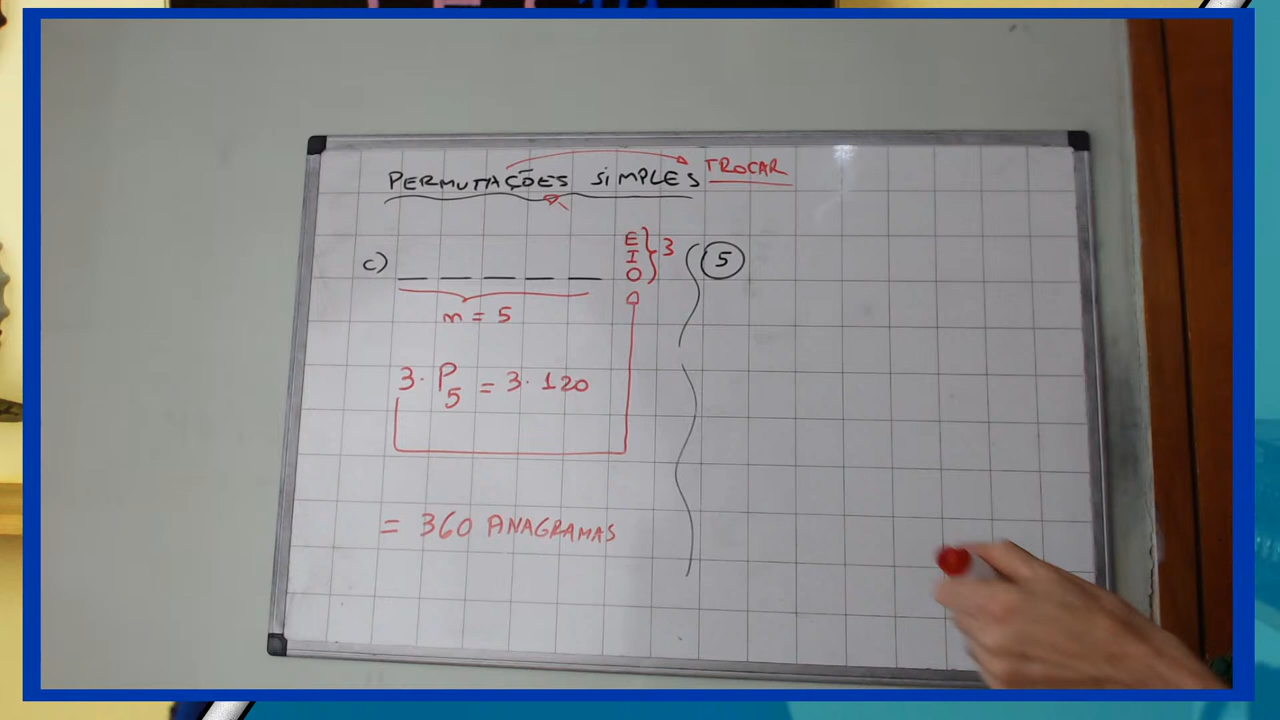 PERMUTAÇÕES SIMPLES TROCAR
c) _ _ _ _ _
E
I
O
3
n = 5
3 · P5 = 3 · 120
= 360 ANAGRAMAS
5